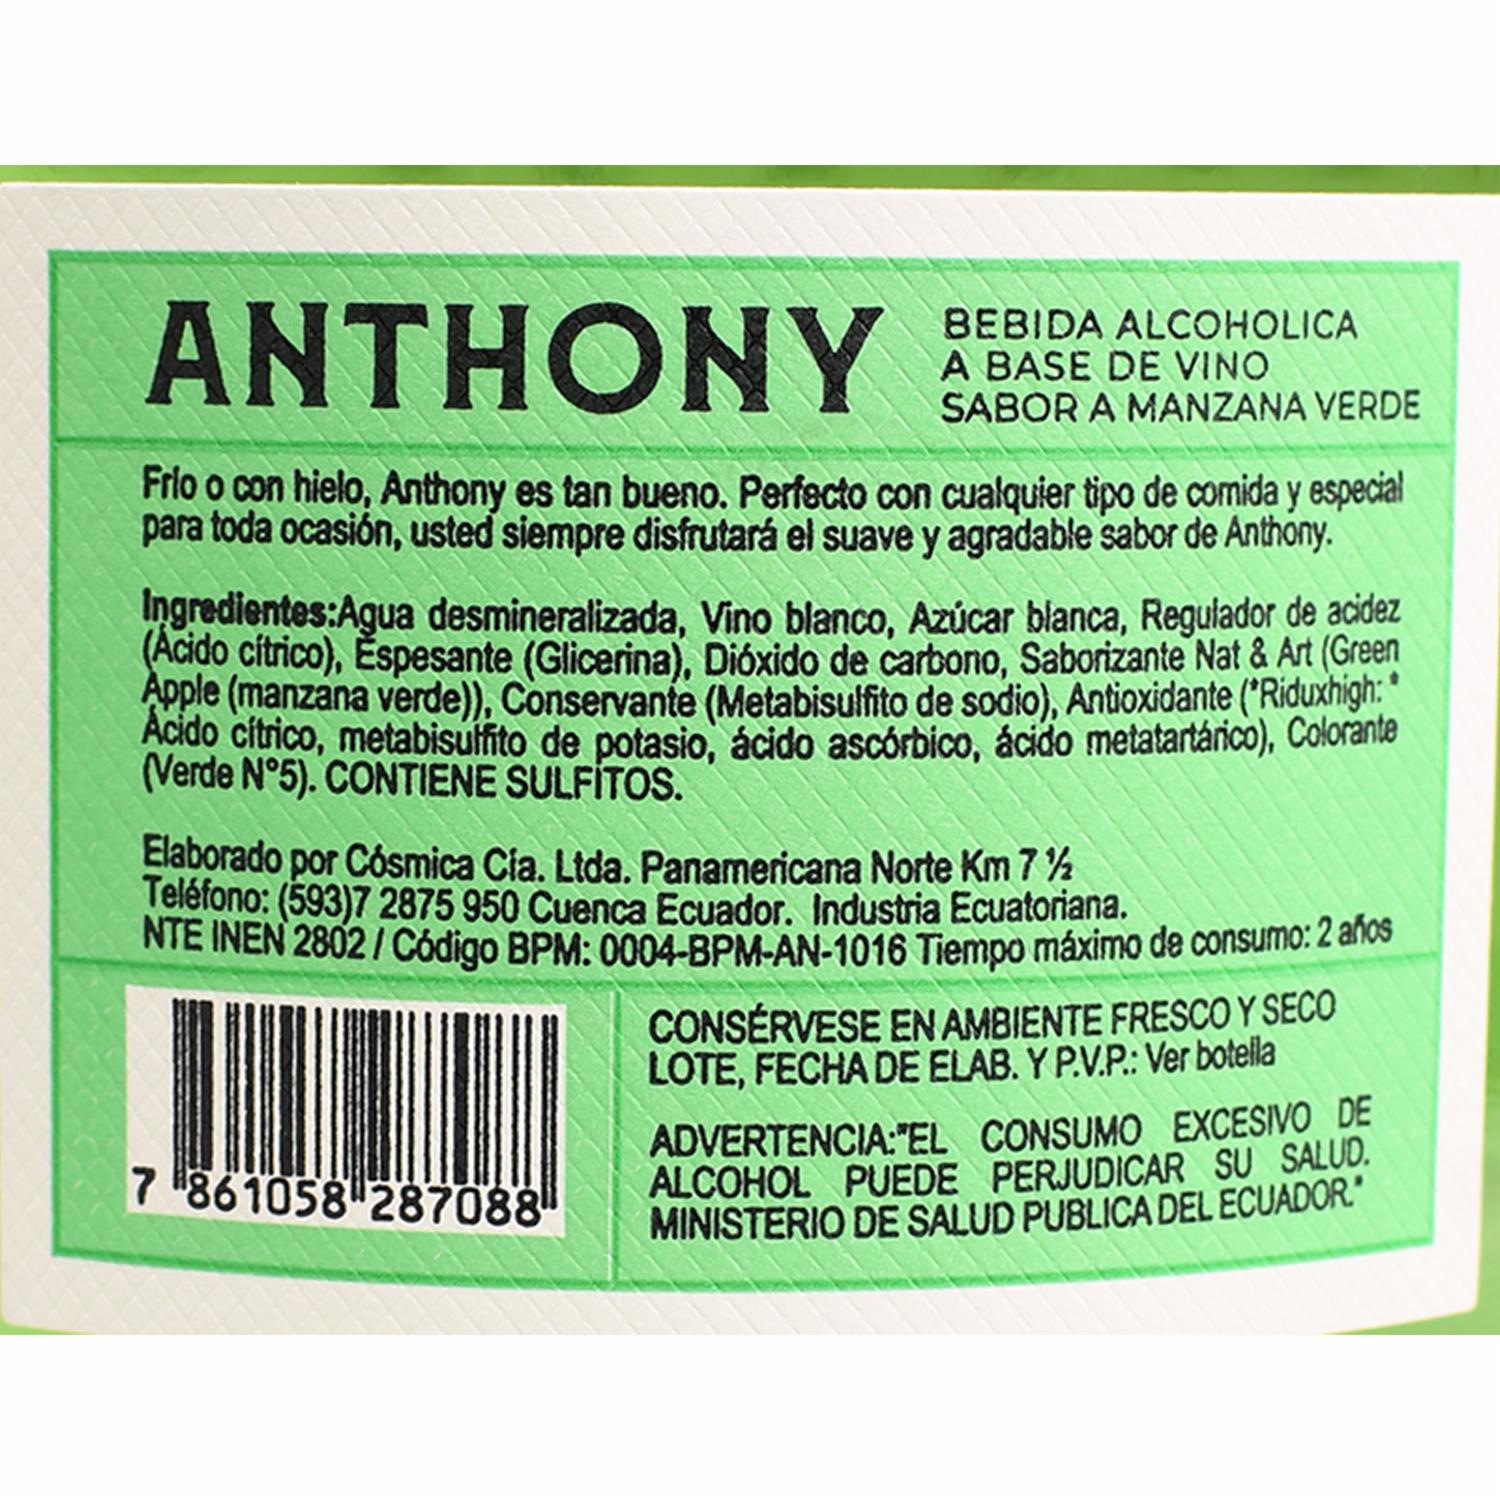 ANTHONY
BEBIDA ALCOHOLICA
A BASE DE VINO
SABOR A MANZANA VERDE
Frío o con hielo, Anthony es tan bueno. Perfecto con cualquier tipo de comida y especial
para toda ocasión, usted siempre disfrutará el suave y agradable sabor de Anthony.
Ingredientes:Agua desmineralizada, Vino blanco, Azúcar blanca, Regulador de acidez
(Ácido cítrico), Espesante (Glicerina), Dióxido de carbono, Saborizante Nat & Art (Green
Apple (manzana verde)), Conservante (Metabisulfito de sodio), Antioxidante (*Riduxhigh: *
Ácido cítrico, metabisulfito de potasio, ácido ascórbico, ácido metatartárico), Colorante
(Verde N°5). CONTIENE SULFITOS.
Elaborado por Cósmica Cía. Ltda. Panamericana Norte Km 7 ½
Teléfono: (593)7 2875 950 Cuenca Ecuador. Industria Ecuatoriana.
NTE INEN 2802 / Código BPM: 0004-BPM-AN-1016 Tiempo máximo de consumo: 2 años
7 861058 287088
CONSÉRVESE EN AMBIENTE FRESCO Y SECO
LOTE, FECHA DE ELAB. Y P.V.P.: Ver botella
ADVERTENCIA:"EL CONSUMO EXCESIVO DE
ALCOHOL PUEDE PERJUDICAR SU SALUD.
MINISTERIO DE SALUD PUBLICA DEL ECUADOR."